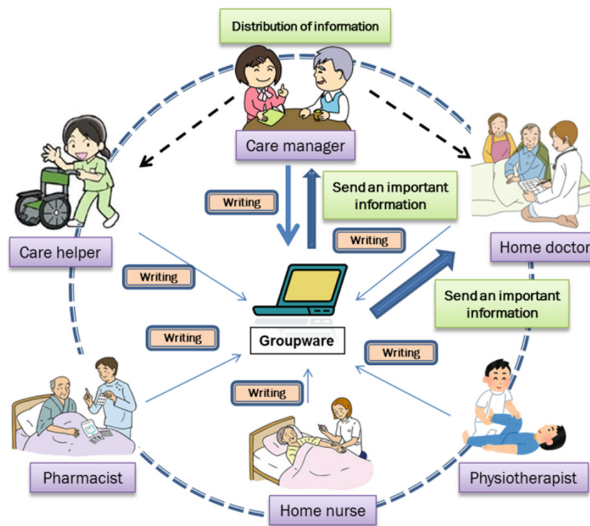 Distribution of information
Care manager
Writing
Send an important
information
Writing
Care helper
Home doctor
Writing
Send an important
information
Writing
Groupware
Writing
Writing
Pharmacist
Home nurse
Physiotherapist